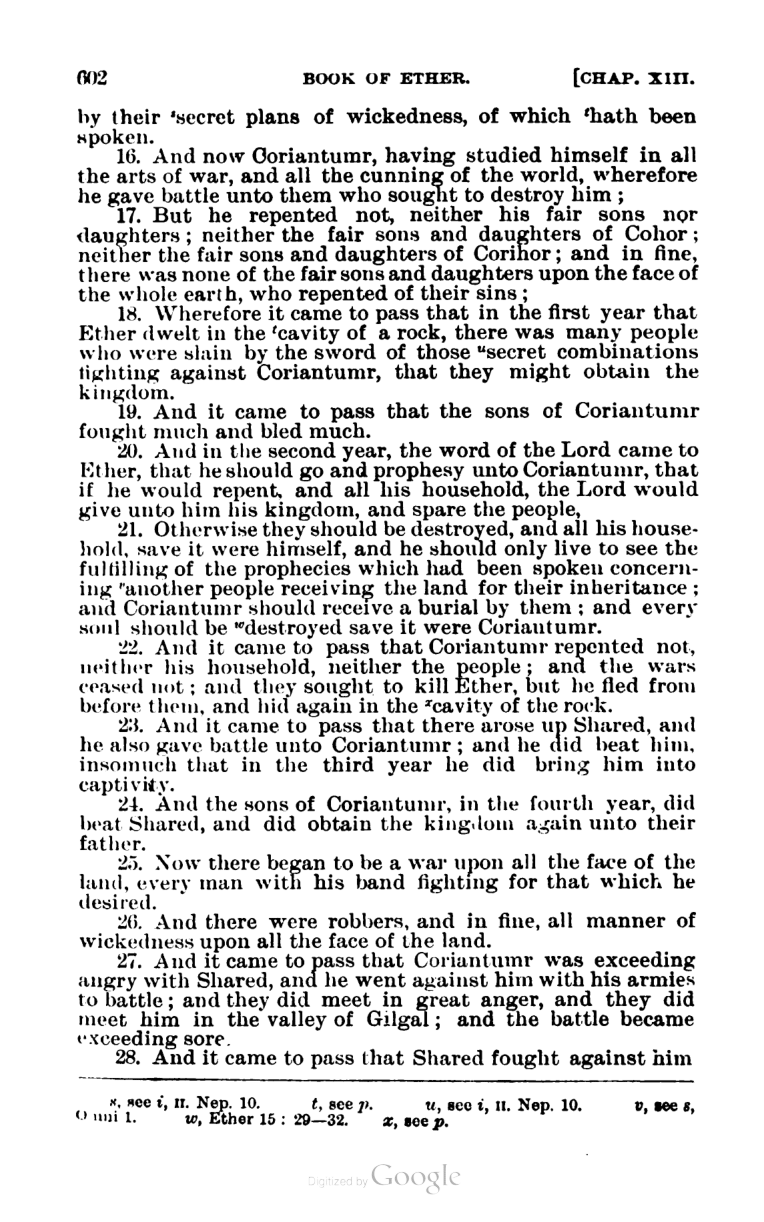 602 BOOK OF ETHER. [CHAP. XIII.
by their ˢsecret plans of wickedness, of which ᵗhath been
spoken.
16. And now Coriantumr, having studied himself in all
the arts of war, and all the cunning of the world, wherefore
he gave battle unto them who sought to destroy him ;
17. But he repented not, neither his fair sons nor
daughters ; neither the fair sons and daughters of Cohor ;
neither the fair sons and daughters of Corihor ; and in fine,
there was none of the fair sons and daughters upon the face of
the whole earth, who repented of their sins ;
18. Wherefore it came to pass that in the first year that
Ether dwelt in the ᵗcavity of a rock, there was many people
who were slain by the sword of those ᵘsecret combinations
fighting against Coriantumr, that they might obtain the
kingdom.
19. And it came to pass that the sons of Coriantumr
fought much and bled much.
20. And in the second year, the word of the Lord came to
Ether, that he should go and prophesy unto Coriantumr, that
if he would repent, and all his household, the Lord would
give unto him his kingdom, and spare the people,
21. Otherwise they should be destroyed, and all his house-
hold, save it were himself, and he should only live to see the
fulfilling of the prophecies which had been spoken concern-
ing ᵛanother people receiving the land for their inheritance ;
and Coriantumr should receive a burial by them ; and every
soul should be ʷdestroyed save it were Coriantumr.
22. And it came to pass that Coriantumr repented not,
neither his household, neither the people ; and the wars
ceased not ; and they sought to kill Ether, but he fled from
before them, and hid again in the ˣcavity of the rock.
23. And it came to pass that there arose up Shared, and
he also gave battle unto Coriantumr ; and he did beat him,
insomuch that in the third year he did bring him into
captivity.
24. And the sons of Coriantumr, in the fourth year, did
beat Shared, and did obtain the kingdom again unto their
father.
25. Now there began to be a war upon all the face of the
land, every man with his band fighting for that which he
desired.
26. And there were robbers, and in fine, all manner of
wickedness upon all the face of the land.
27. And it came to pass that Coriantumr was exceeding
angry with Shared, and he went against him with his armies
to battle ; and they did meet in great anger, and they did
meet him in the valley of Gilgal ; and the battle became
exceeding sore.
28. And it came to pass that Shared fought against him
s, see i, II. Nep. 10. t, see p. u, see i, II. Nep. 10. v, see s,
Omni 1. w, Ether 15 : 29—32. x, see p.
Digitized by Google